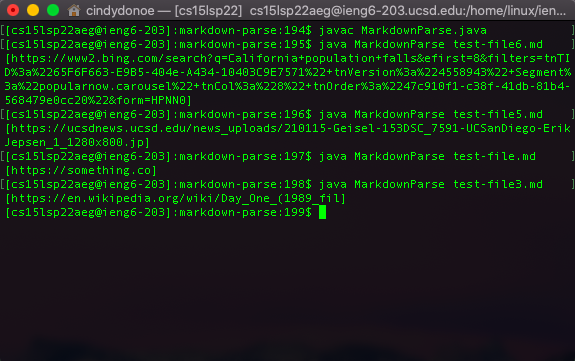 cindydonoe — [cs15lsp22] cs15lsp22aeg@ieng6-203.ucsd.edu:/home/linux/ien...
[[cs15lsp22aeg@ieng6-203]:markdown-parse:194$ javac MarkdownParse.java ]
[[cs15lsp22aeg@ieng6-203]:markdown-parse:195$ java MarkdownParse test-file6.md ]
[https://www2.bing.com/search?q=California+population+falls&efirst=0&filters=tnTI
D%3a%2265F6F663-E9B5-404e-A434-10403C9E7571%22+tnVersion%3a%224558943%22+Segment%
3a%22popularnow.carousel%22+tnCol%3a%228%22+tnOrder%3a%2247c910f1-c38f-41db-81b4-
568479e0cc20%22&form=HPNN0]
[[cs15lsp22aeg@ieng6-203]:markdown-parse:196$ java MarkdownParse test-file5.md ]
[https://ucsdnews.ucsd.edu/news_uploads/210115-Geisel-153DSC_7591-UCSanDiego-Erik
Jepsen_1_1280x800.jp]
[[cs15lsp22aeg@ieng6-203]:markdown-parse:197$ java MarkdownParse test-file.md ]
[https://something.co]
[[cs15lsp22aeg@ieng6-203]:markdown-parse:198$ java MarkdownParse test-file3.md ]
[https://en.wikipedia.org/wiki/Day_One_(1989_fil]
[cs15lsp22aeg@ieng6-203]:markdown-parse:199$